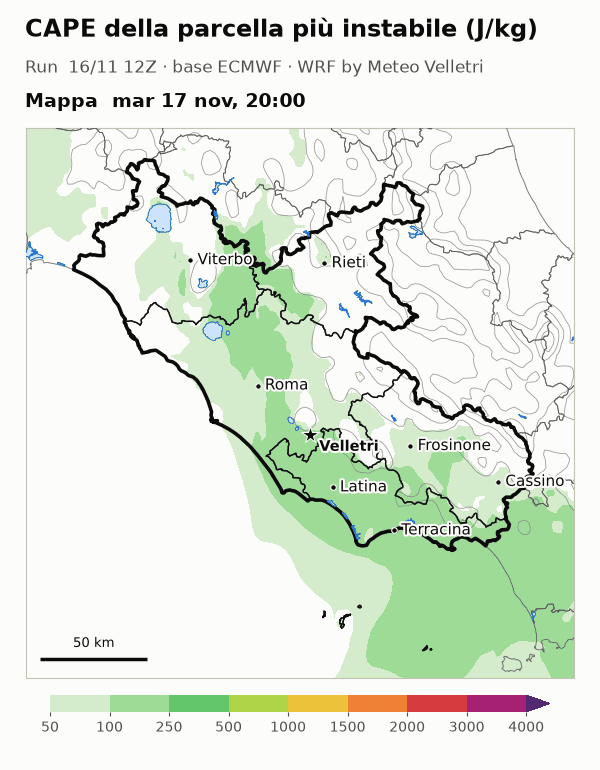 CAPE della parcella più instabile (J/kg)
Run  16/11 12Z · base ECMWF · WRF by Meteo Velletri
Mappa  mar 17 nov, 20:00
Viterbo
Rieti
Roma
Velletri
Frosinone
Latina
Cassino
Terracina
50 km
50 100 250 500 1000 1500 2000 3000 4000